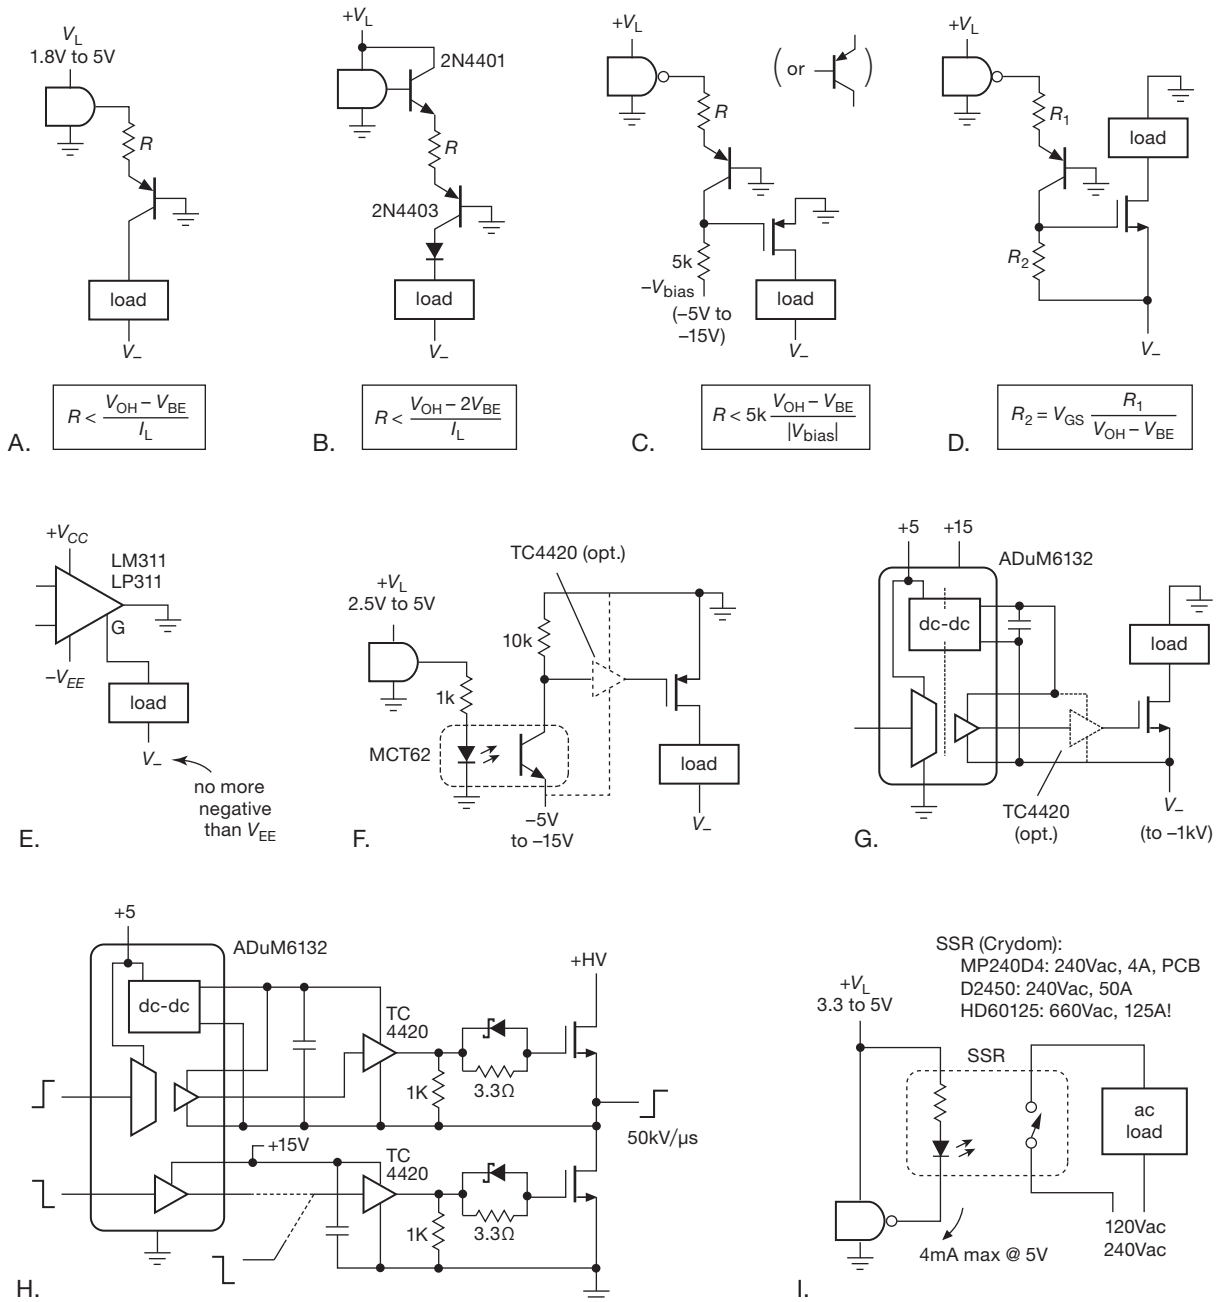 V_L
1.8V to 5V
R
load
V_–
R < (V_OH – V_BE) / I_L
A.
+V_L
2N4401
R
2N4403
load
V_–
R < (V_OH – 2V_BE) / I_L
B.
+V_L
( or )
R
5k
–V_bias
(–5V to
–15V)
load
V_–
R < 5k (V_OH – V_BE) / |V_bias|
C.
+V_L
R_1
load
R_2
V_–
R_2 = V_GS R_1 / (V_OH – V_BE)
D.
+V_CC
LM311
LP311
G
–V_EE
load
V_–
no more
negative
than V_EE
E.
TC4420 (opt.)
+V_L
2.5V to 5V
10k
1k
MCT62
load
–5V
to –15V
V_–
F.
+5
+15
ADuM6132
dc-dc
load
TC4420
(opt.)
V_–
(to –1kV)
G.
+5
ADuM6132
dc-dc
+HV
TC
4420
1K
3.3Ω
50kV/µs
+15V
TC
4420
1K
3.3Ω
H.
SSR (Crydom):
MP240D4: 240Vac, 4A, PCB
D2450: 240Vac, 50A
HD60125: 660Vac, 125A!
+V_L
3.3 to 5V
SSR
ac
load
4mA max @ 5V
120Vac
240Vac
I.